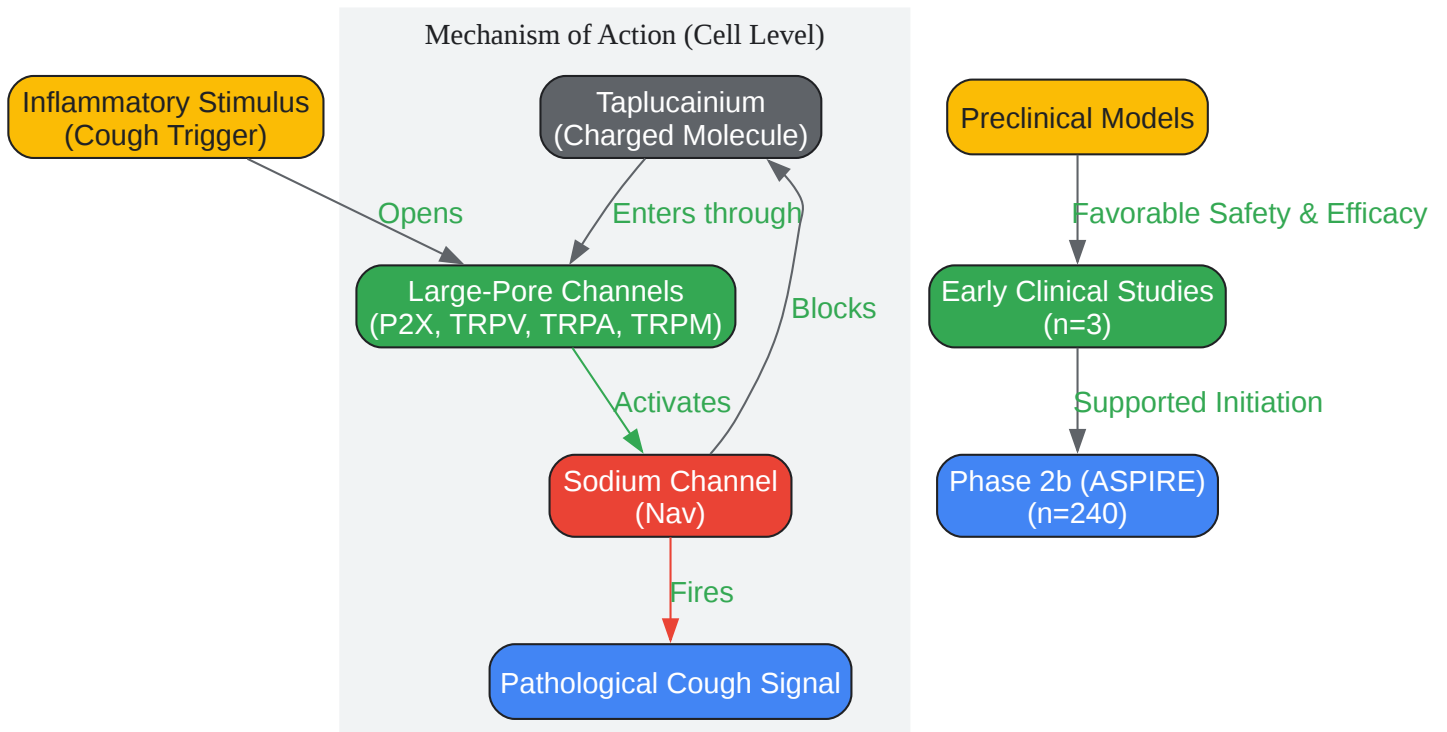 Mechanism of Action (Cell Level)
Inflammatory Stimulus
(Cough Trigger)
Taplucainium
(Charged Molecule)
Preclinical Models
Opens
Enters through
Favorable Safety & Efficacy
Large-Pore Channels
(P2X, TRPV, TRPA, TRPM)
Blocks
Early Clinical Studies
(n=3)
Activates
Supported Initiation
Sodium Channel
(Nav)
Phase 2b (ASPIRE)
(n=240)
Fires
Pathological Cough Signal